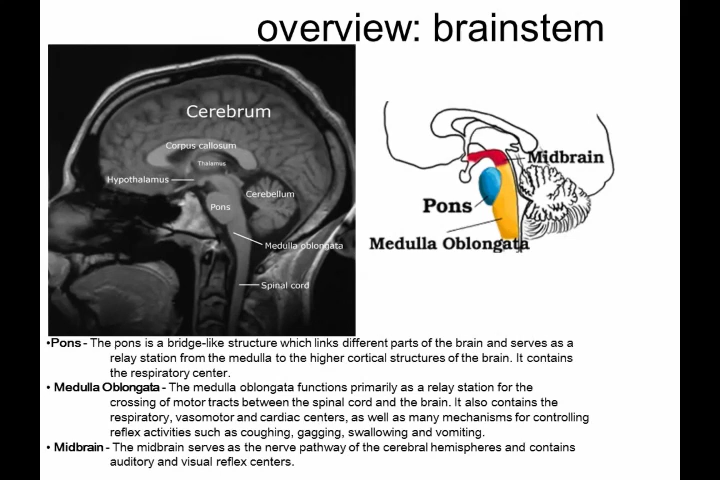 overview: brainstem
Cerebrum
Corpus callosum
Thalamus
Hypothalamus
Cerebellum
Pons
Medulla oblongata
Spinal cord
Midbrain
Pons
Medulla Oblongata
•Pons - The pons is a bridge-like structure which links different parts of the brain and serves as a
relay station from the medulla to the higher cortical structures of the brain. It contains
the respiratory center.
• Medulla Oblongata - The medulla oblongata functions primarily as a relay station for the
crossing of motor tracts between the spinal cord and the brain. It also contains the
respiratory, vasomotor and cardiac centers, as well as many mechanisms for controlling
reflex activities such as coughing, gagging, swallowing and vomiting.
• Midbrain - The midbrain serves as the nerve pathway of the cerebral hemispheres and contains
auditory and visual reflex centers.